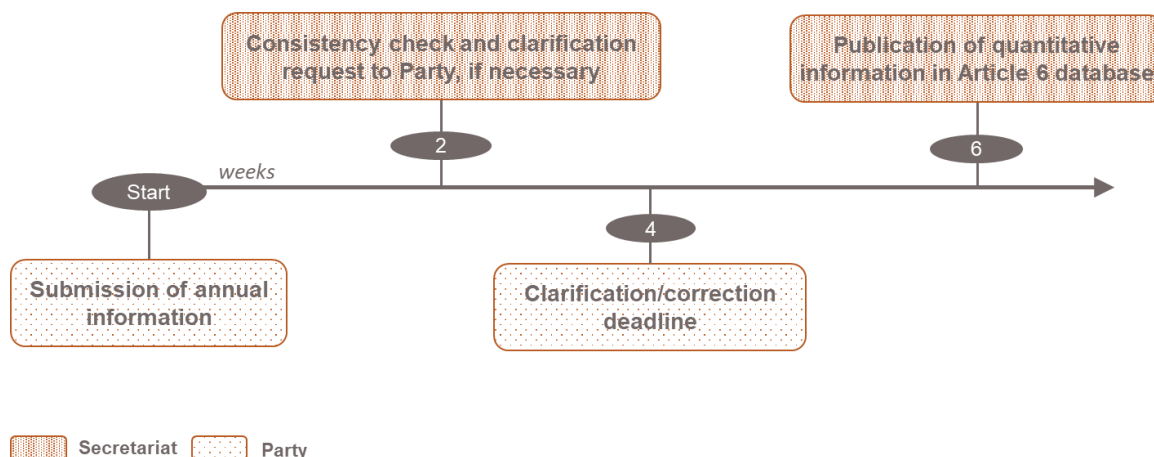 Consistency check and clarification
request to Party, if necessary
Publication of quantitative
information in Article 6 database
2
6
weeks
Start
4
Submission of annual
information
Clarification/correction
deadline
Secretariat
Party